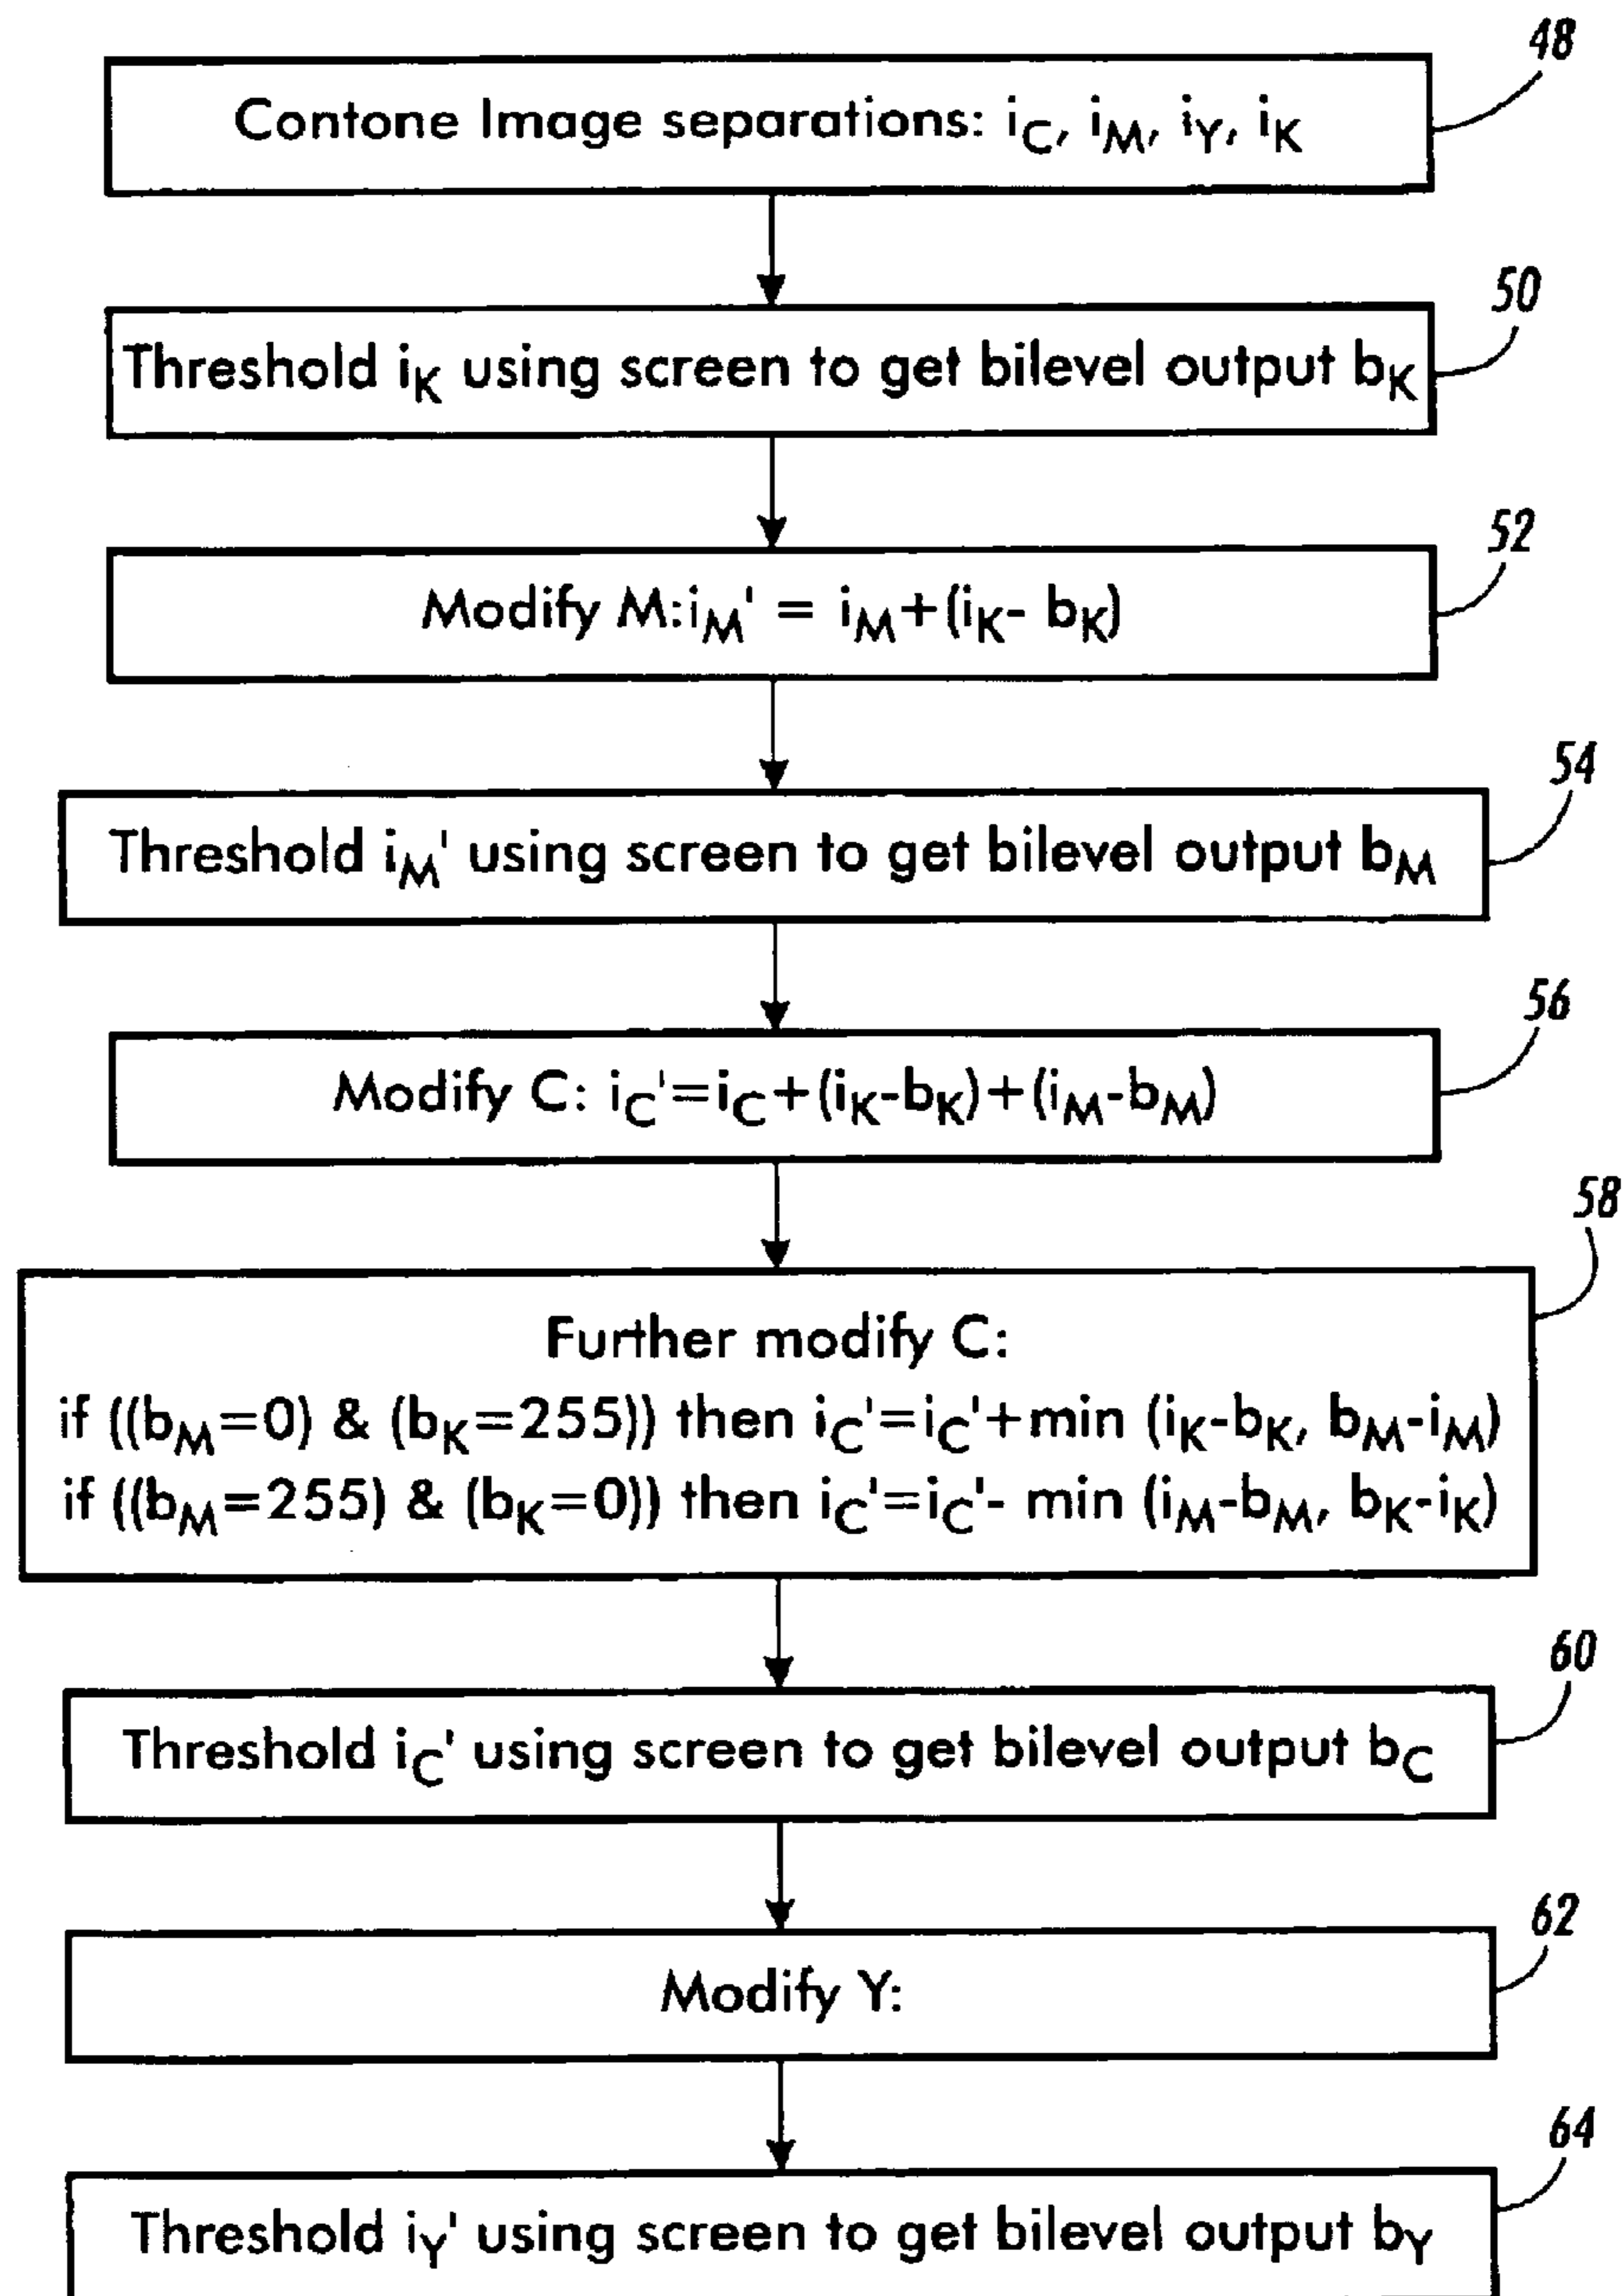 48
Contone Image separations: iC, iM, iY, iK
50
Threshold iK using screen to get bilevel output bK
52
Modify M:iM' = iM+(iK- bK)
54
Threshold iM' using screen to get bilevel output bM
56
Modify C: iC'=iC+(iK-bK)+(iM-bM)
58
Further modify C:
if ((bM=0) & (bK=255)) then iC'=iC'+min (iK-bK, bM-iM)
if ((bM=255) & (bK=0)) then iC'=iC'- min (iM-bM, bK-iK)
60
Threshold iC' using screen to get bilevel output bC
62
Modify Y:
64
Threshold iY' using screen to get bilevel output bY